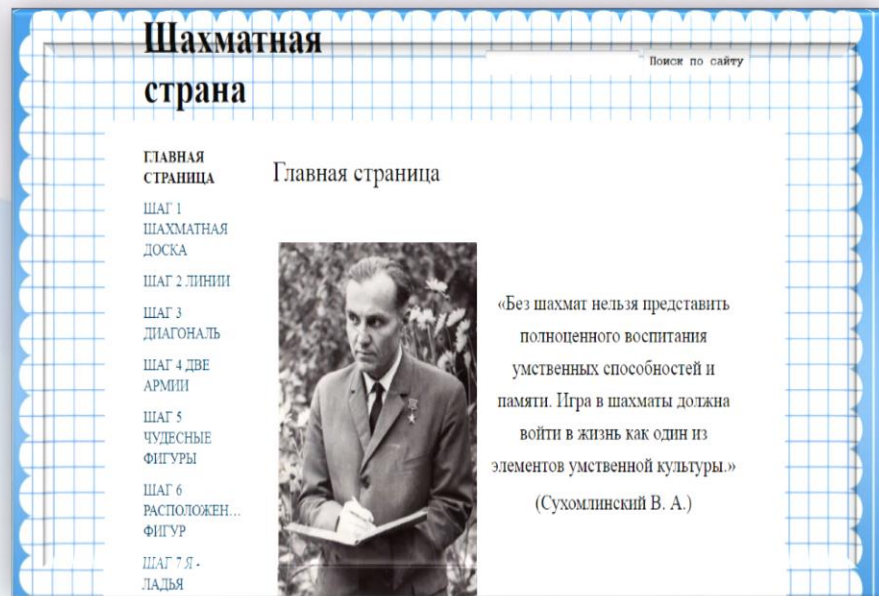 Шахматная
страна
Поиск по сайту
ГЛАВНАЯ
СТРАНИЦА
ШАГ 1
ШАХМАТНАЯ
ДОСКА
ШАГ 2 ЛИНИИ
ШАГ 3
ДИАГОНАЛЬ
ШАГ 4 ДВЕ
АРМИИ
ШАГ 5
ЧУДЕСНЫЕ
ФИГУРЫ
ШАГ 6
РАСПОЛОЖЕН...
ФИГУР
ШАГ 7 Я -
ЛАДЬЯ
Главная страница
«Без шахмат нельзя представить
полноценного воспитания
умственных способностей и
памяти. Игра в шахматы должна
войти в жизнь как один из
элементов умственной культуры.»
(Сухомлинский В. А.)